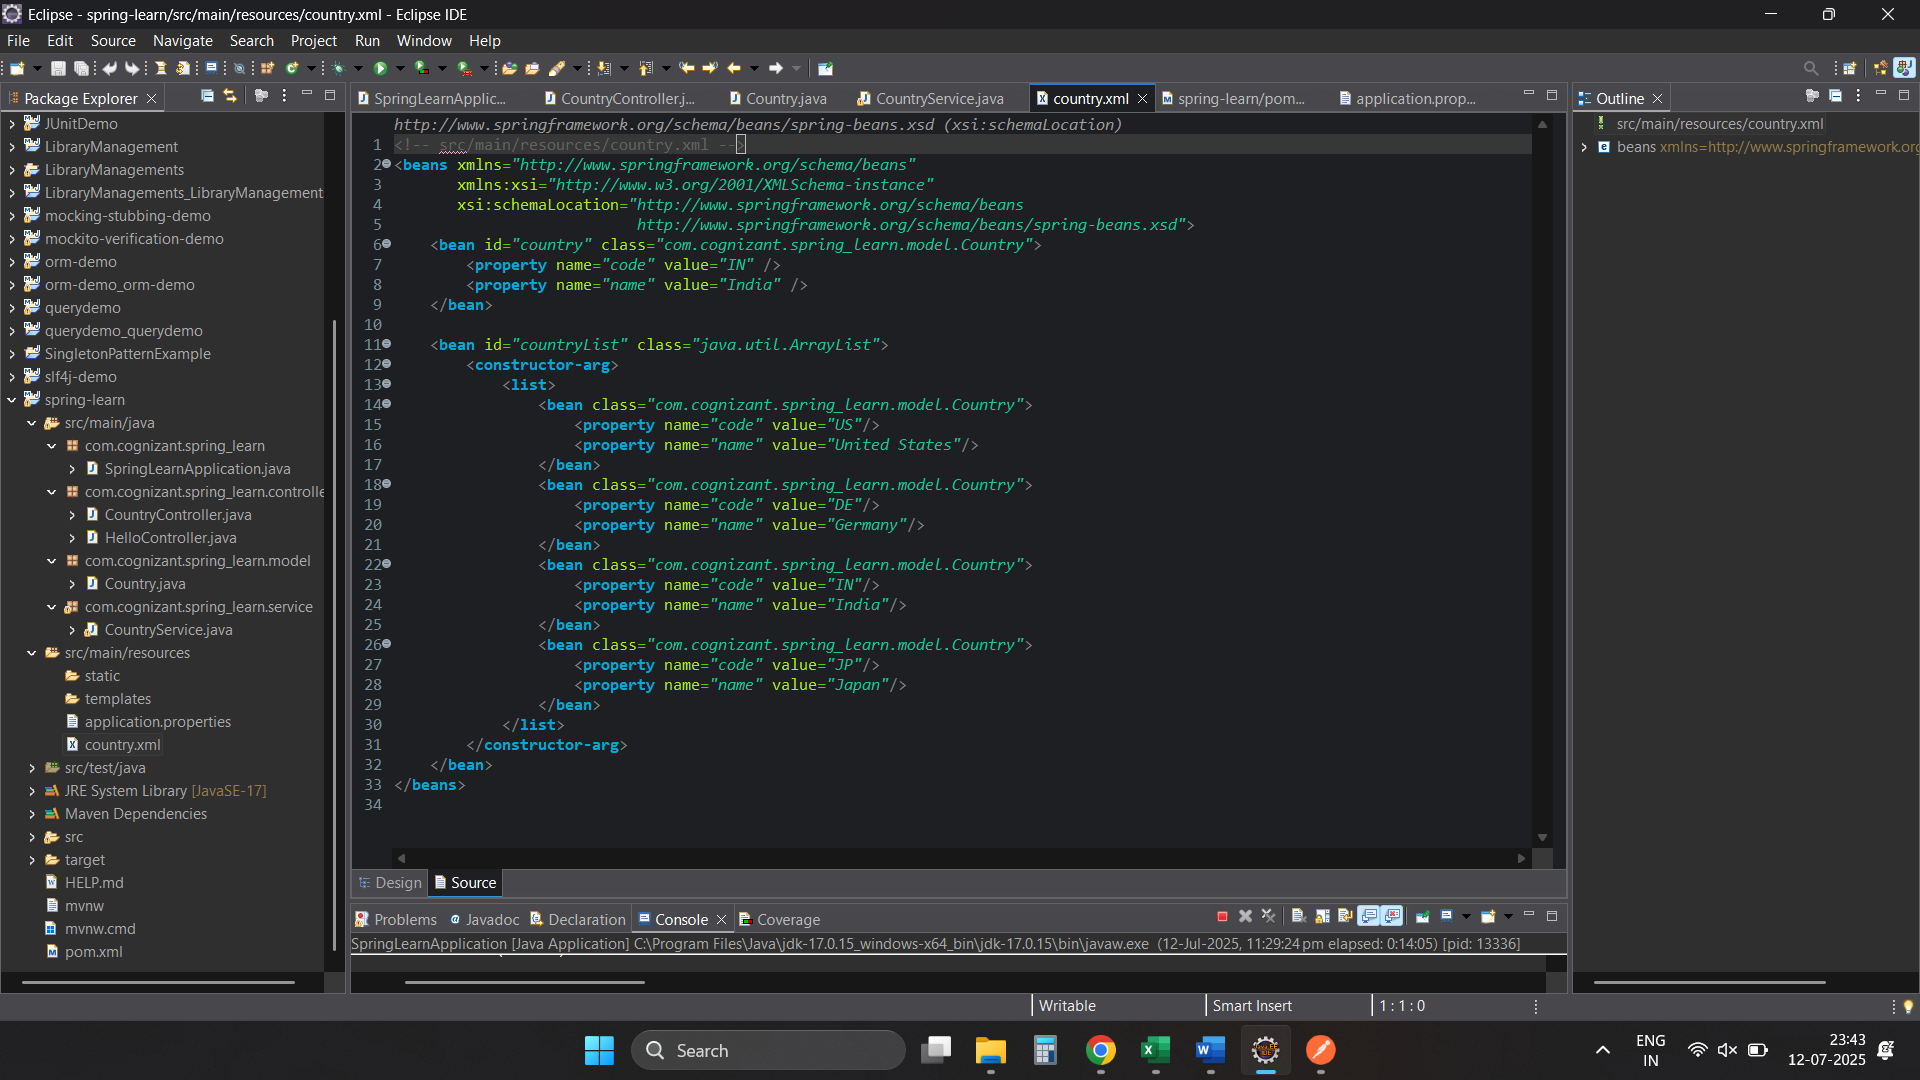 Eclipse - spring-learn/src/main/resources/country.xml - Eclipse IDE
File Edit Source Navigate Search Project Run Window Help
Package Explorer
JUnitDemo
LibraryManagement
LibraryManagements
LibraryManagements_LibraryManagement
mocking-stubbing-demo
mockito-verification-demo
orm-demo
orm-demo_orm-demo
querydemo
querydemo_querydemo
SingletonPatternExample
slf4j-demo
spring-learn
src/main/java
com.cognizant.spring_learn
SpringLearnApplication.java
com.cognizant.spring_learn.controlle
CountryController.java
HelloController.java
com.cognizant.spring_learn.model
Country.java
com.cognizant.spring_learn.service
CountryService.java
src/main/resources
static
templates
application.properties
country.xml
src/test/java
JRE System Library [JavaSE-17]
Maven Dependencies
src
target
HELP.md
mvnw
mvnw.cmd
pom.xml
SpringLearnApplic... CountryController.j... Country.java CountryService.java country.xml spring-learn/pom... application.prop...
http://www.springframework.org/schema/beans/spring-beans.xsd (xsi:schemaLocation)
1 <!-- src/main/resources/country.xml -->
2 <beans xmlns="http://www.springframework.org/schema/beans"
3 xmlns:xsi="http://www.w3.org/2001/XMLSchema-instance"
4 xsi:schemaLocation="http://www.springframework.org/schema/beans
5 http://www.springframework.org/schema/beans/spring-beans.xsd">
6 <bean id="country" class="com.cognizant.spring_learn.model.Country">
7 <property name="code" value="IN" />
8 <property name="name" value="India" />
9 </bean>
10
11 <bean id="countryList" class="java.util.ArrayList">
12 <constructor-arg>
13 <list>
14 <bean class="com.cognizant.spring_learn.model.Country">
15 <property name="code" value="US"/>
16 <property name="name" value="United States"/>
17 </bean>
18 <bean class="com.cognizant.spring_learn.model.Country">
19 <property name="code" value="DE"/>
20 <property name="name" value="Germany"/>
21 </bean>
22 <bean class="com.cognizant.spring_learn.model.Country">
23 <property name="code" value="IN"/>
24 <property name="name" value="India"/>
25 </bean>
26 <bean class="com.cognizant.spring_learn.model.Country">
27 <property name="code" value="JP"/>
28 <property name="name" value="Japan"/>
29 </bean>
30 </list>
31 </constructor-arg>
32 </bean>
33 </beans>
34
Design Source
Problems Javadoc Declaration Console Coverage
SpringLearnApplication [Java Application] C:\Program Files\Java\jdk-17.0.15_windows-x64_bin\jdk-17.0.15\bin\javaw.exe (12-Jul-2025, 11:29:24 pm elapsed: 0:14:05) [pid: 13336]
Outline
src/main/resources/country.xml
beans xmlns=http://www.springframework.org
Writable Smart Insert 1 : 1 : 0
Search
ENG
IN
23:43
12-07-2025